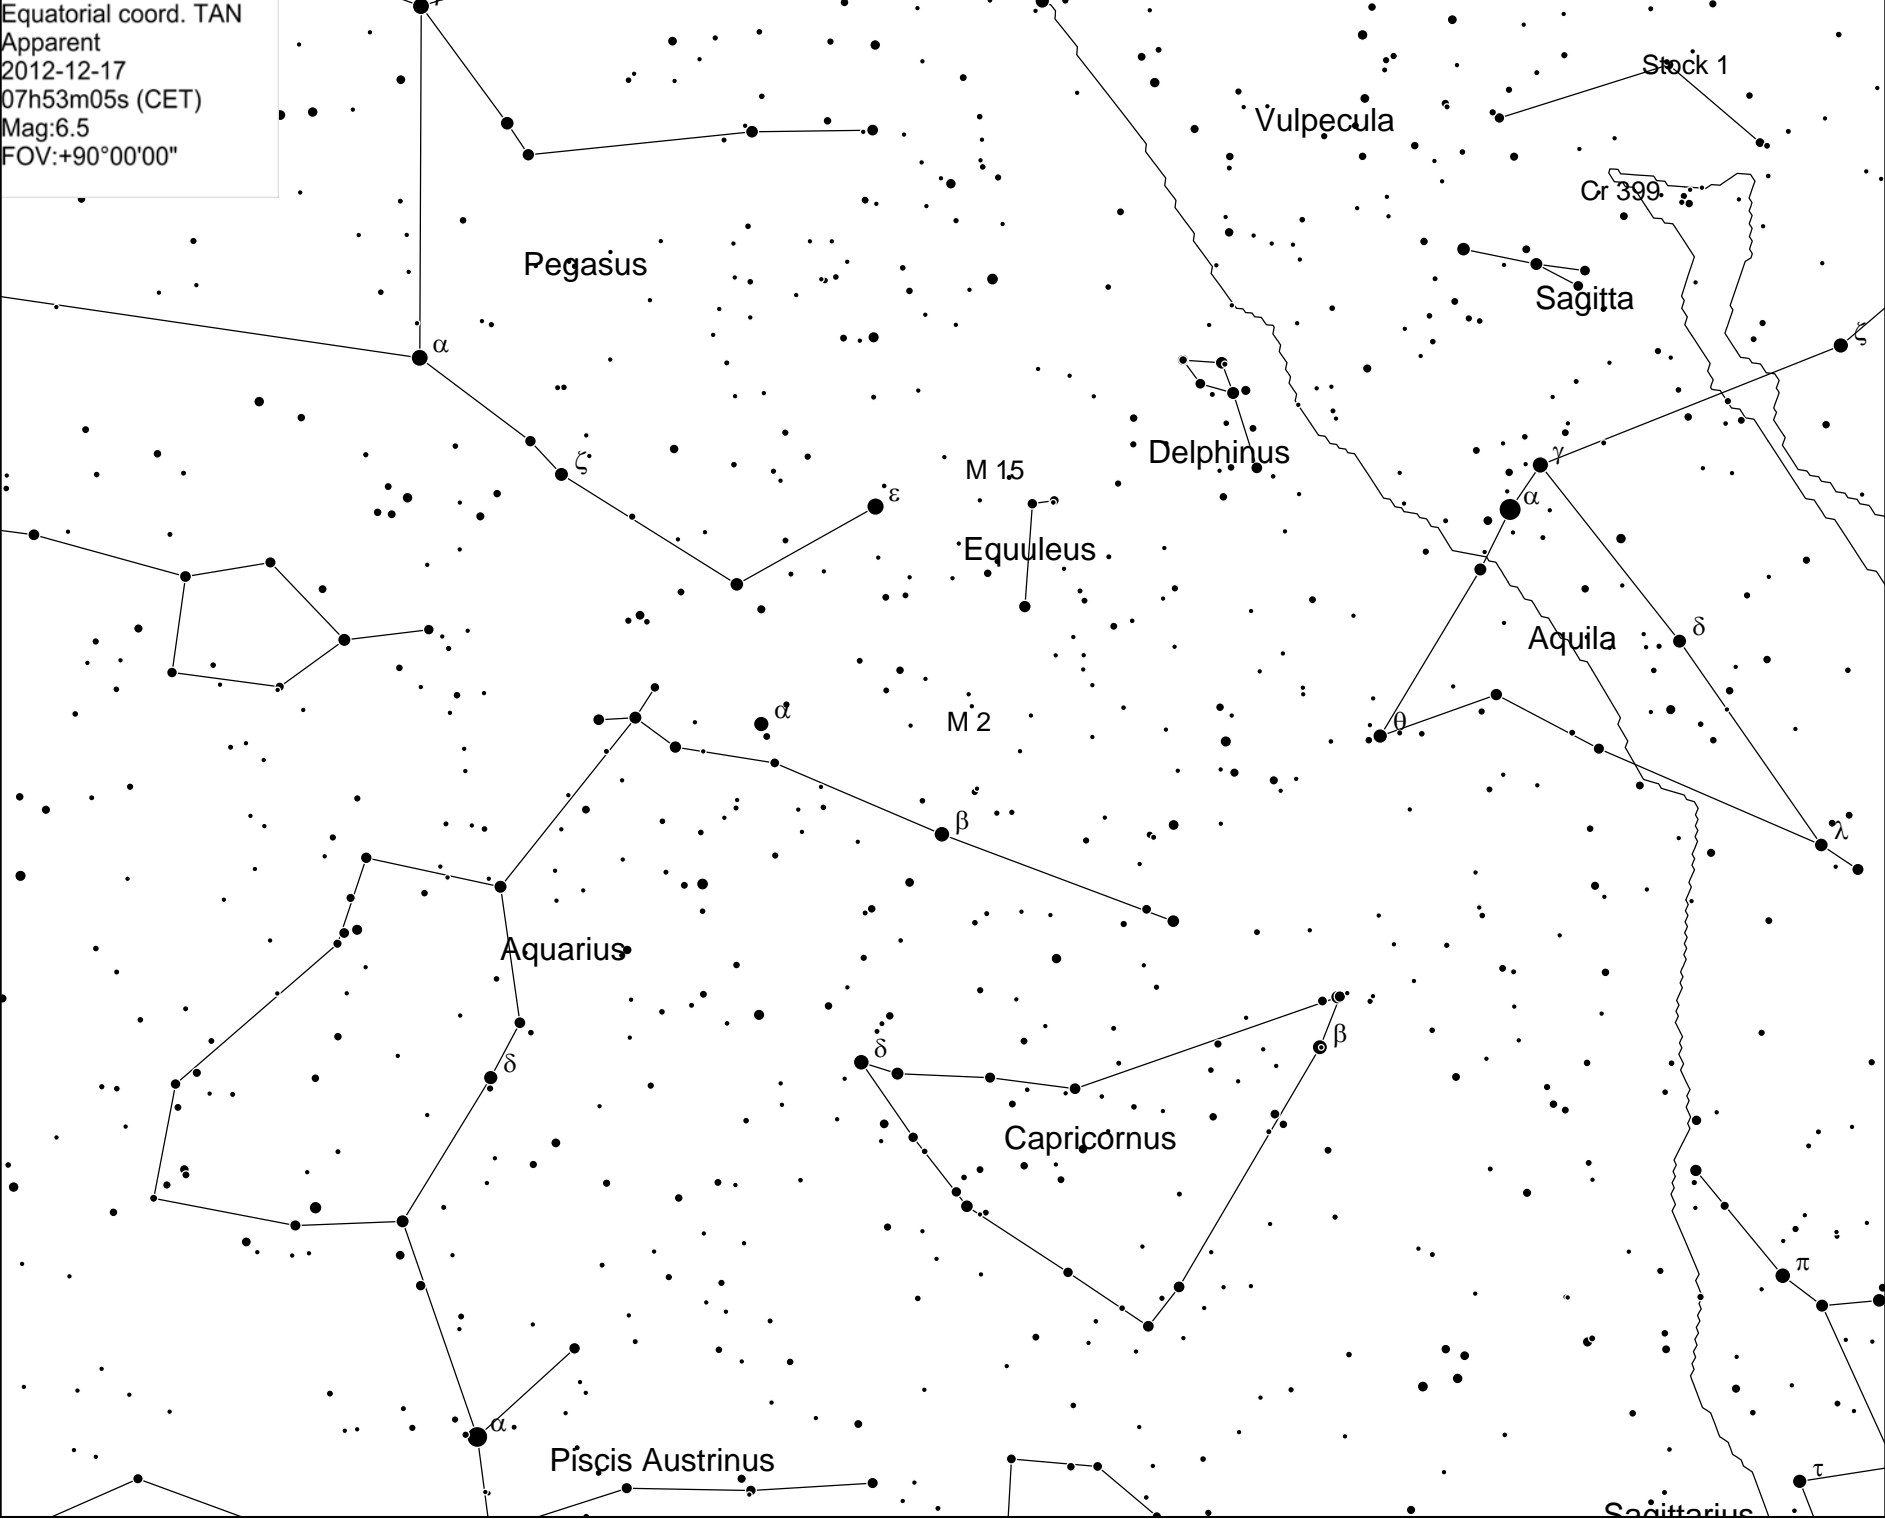 Equatorial coord. TAN
Apparent
2012-12-17
07h53m05s (CET)
Mag:6.5
FOV:+90°00'00"
Stock 1
Vulpecula
Cr 399
Pegasus
Sagitta
α
ζ
Delphinus
γ
ζ
M 15
ε
α
Equuleus
δ
Aquila
α
M 2
θ
β
λ
Aquarius
β
δ
δ
Capricornus
π
α
Piscis Austrinus
τ
Sagittarius